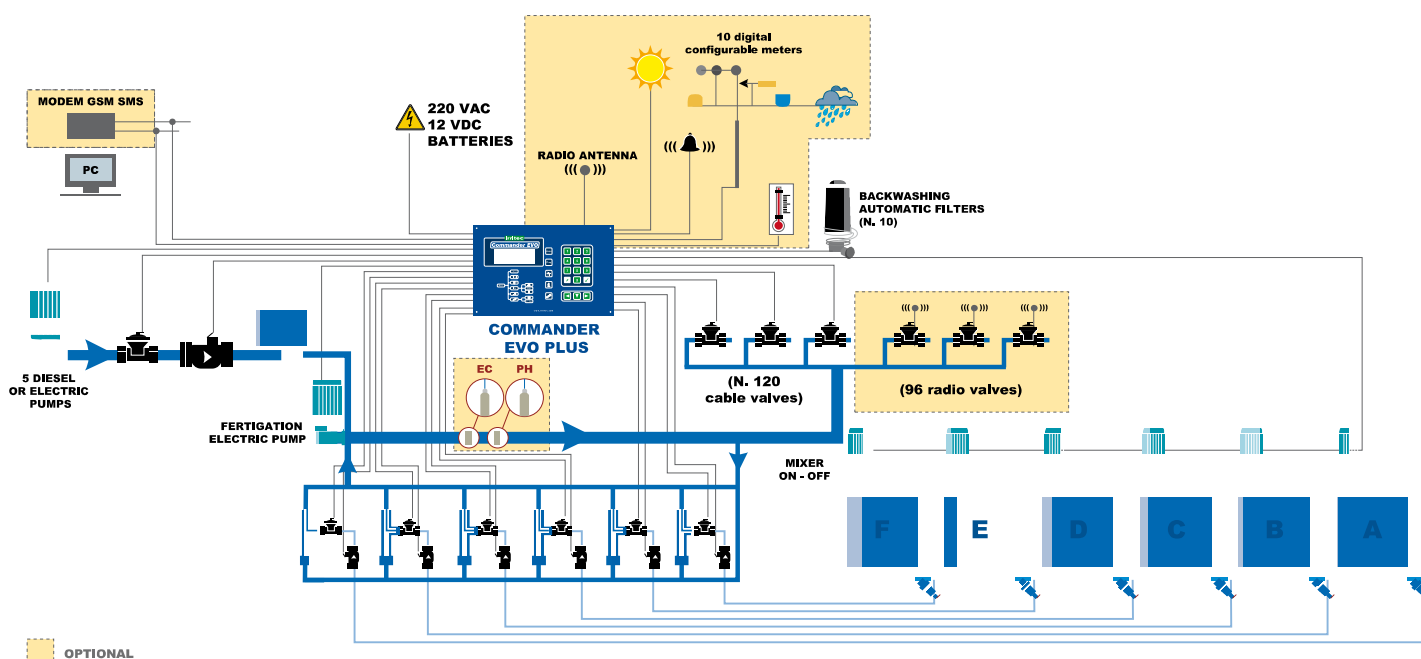 10 digital
configurable meters
MODEM GSM SMS
PC
220 VAC
12 VDC
BATTERIES
RADIO ANTENNA
BACKWASHING
AUTOMATIC FILTERS
(N. 10)
Commander EVO
COMMANDER
EVO PLUS
5 DIESEL
OR ELECTRIC
PUMPS
EC
PH
(N. 120
cable valves)
(96 radio valves)
FERTIGATION
ELECTRIC PUMP
MIXER
ON - OFF
F
E
D
C
B
A
OPTIONAL